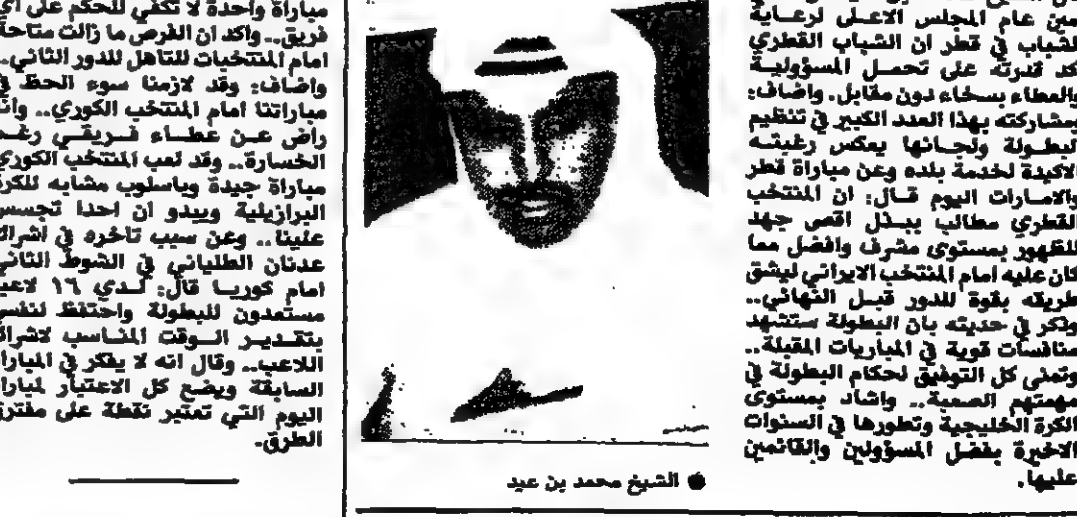 مين عام المجلس الاعلى لرعاية
لشباب في قطر ان الشباب القطري
كد قدرته على تحمل المسؤولية
والعطاء بسخاء دون مقابل. واضاف:
بمشاركته بهذا العدد الكبير في تنظيم
لبطولة ولجانها يعكس رغبته
الاكيدة لخدمة بلده وعن مباراة قطر
والامارات اليوم قال: ان المنتخب
القطري مطالب ببذل اقصى جهد
للظهور بمستوى مشرف وافضل مما
كان عليه امام المنتخب الايراني ليشق
طريقه بقوة للدور قبل النهائي..
وذكر في حديثه بان البطولة ستشهد
منافسات قوية في المباريات المقبلة..
وتمنى كل التوفيق لحكام البطولة في
مهمتهم الصعبة.. واشاد بمستوى
الكرة الخليجية وتطورها في السنوات
الاخيرة بفضل المسؤولين والقائمين
عليها.
● الشيخ محمد بن عيد
مباراة واحدة لا تكفي للحكم على اي
فريق.. واكد ان الفرص ما زالت متاحة
امام المنتخبات للتاهل للدور الثاني..
واضاف: وقد لازمنا سوء الحظ في
مباراتنا امام المنتخب الكوري.. وانا
راض عن عطاء فريقي رغم
الخسارة.. وقد لعب المنتخب الكوري
مباراة جيدة وباسلوب مشابه للكرة
البرازيلية ويبدو ان احدا تجسس
علينا.. وعن سبب تاخره في اشراك
عدنان الطلياني في الشوط الثاني
امام كوريا قال: لدي ١٦ لاعبا
مستعدون للبطولة واحتفظ لنفسي
بتقدير الوقت المناسب لاشراك
اللاعب.. وقال انه لا يفكر في المباراة
السابقة ويضع كل الاعتبار لمباراة
اليوم التي تعتبر نقطة على مفترق
الطرق.